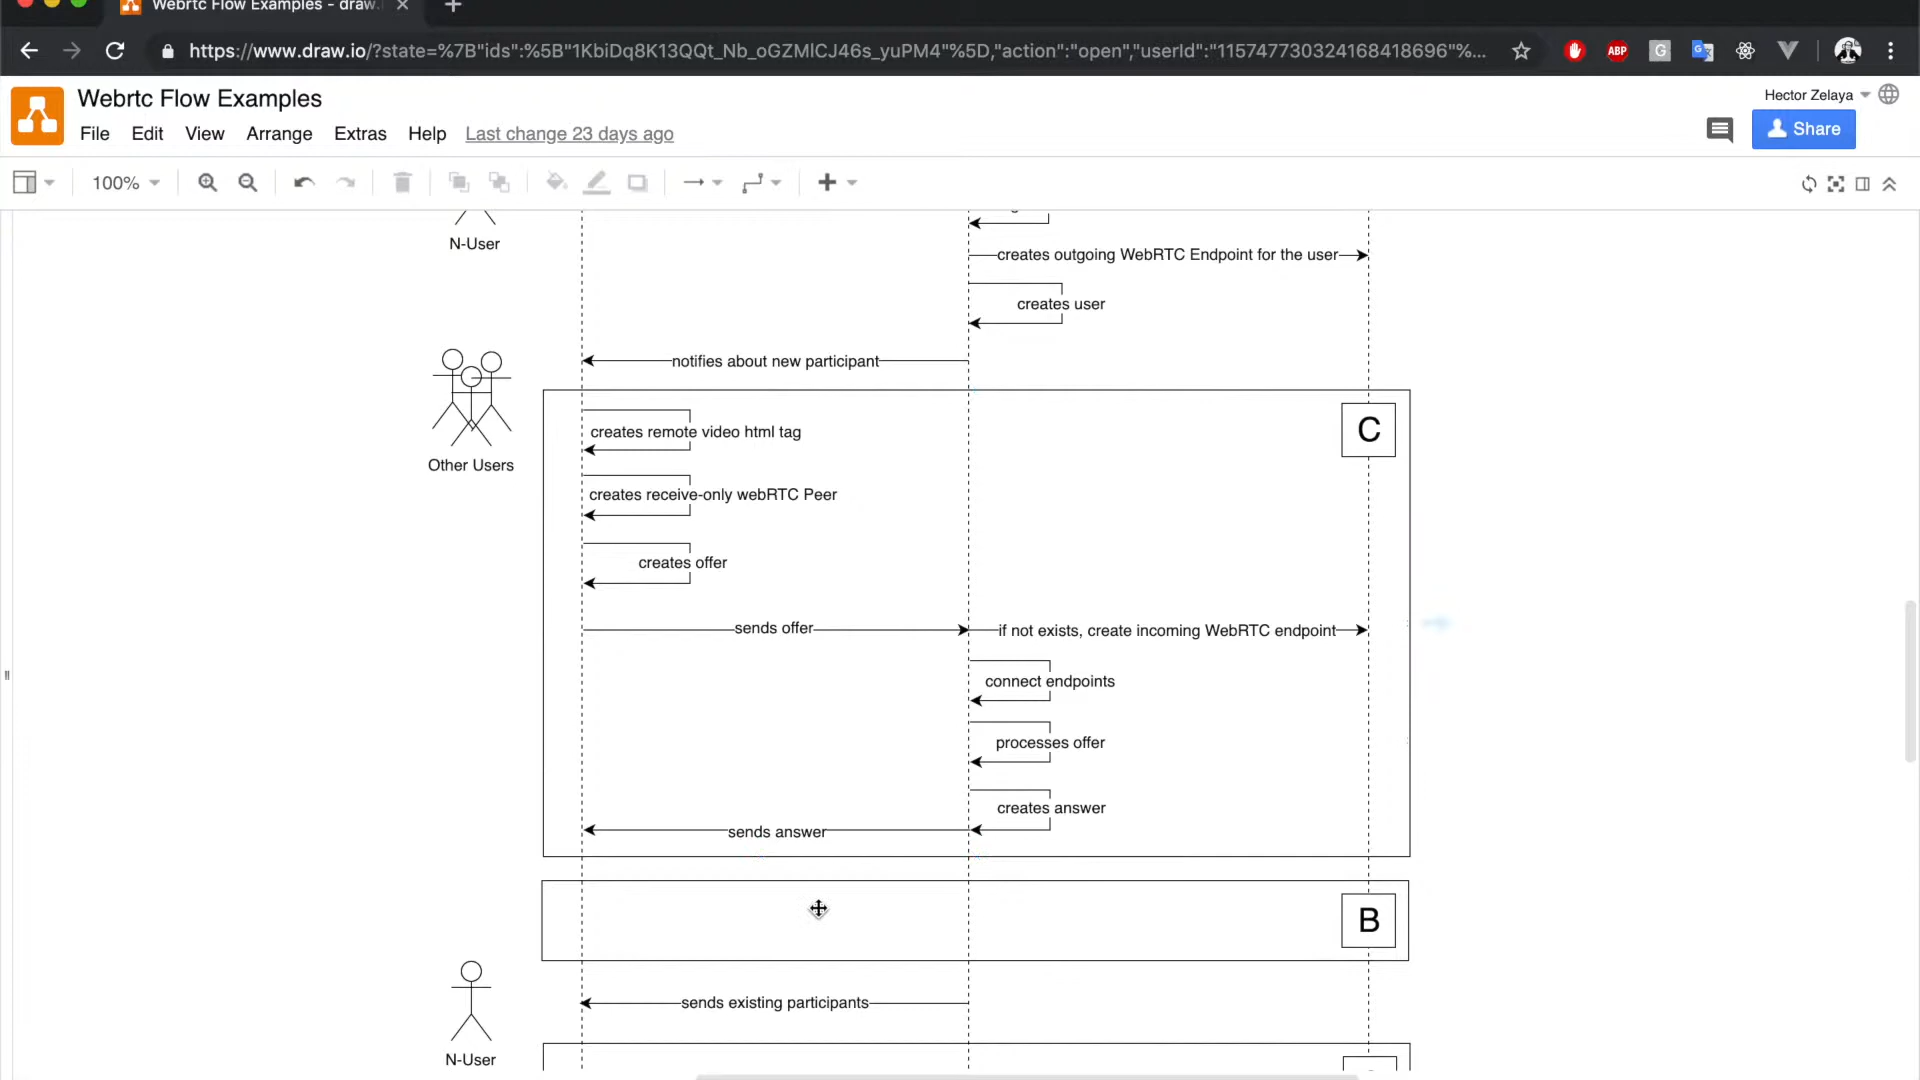 Webrtc Flow Examples - draw.
https://www.draw.io/?state=%7B"ids":%5B"1KbiDq8K13QQt_Nb_oGZMlCJ46s_yuPM4"%5D,"action":"open","userId":"115747730324168418696"%...
ABP
G
Webrtc Flow Examples
Hector Zelaya
File Edit View Arrange Extras Help Last change 23 days ago
Share
100%
N-User
creates outgoing WebRTC Endpoint for the user
creates user
notifies about new participant
C
creates remote video html tag
Other Users
creates receive-only webRTC Peer
creates offer
sends offer
if not exists, create incoming WebRTC endpoint
connect endpoints
processes offer
creates answer
sends answer
B
sends existing participants
N-User